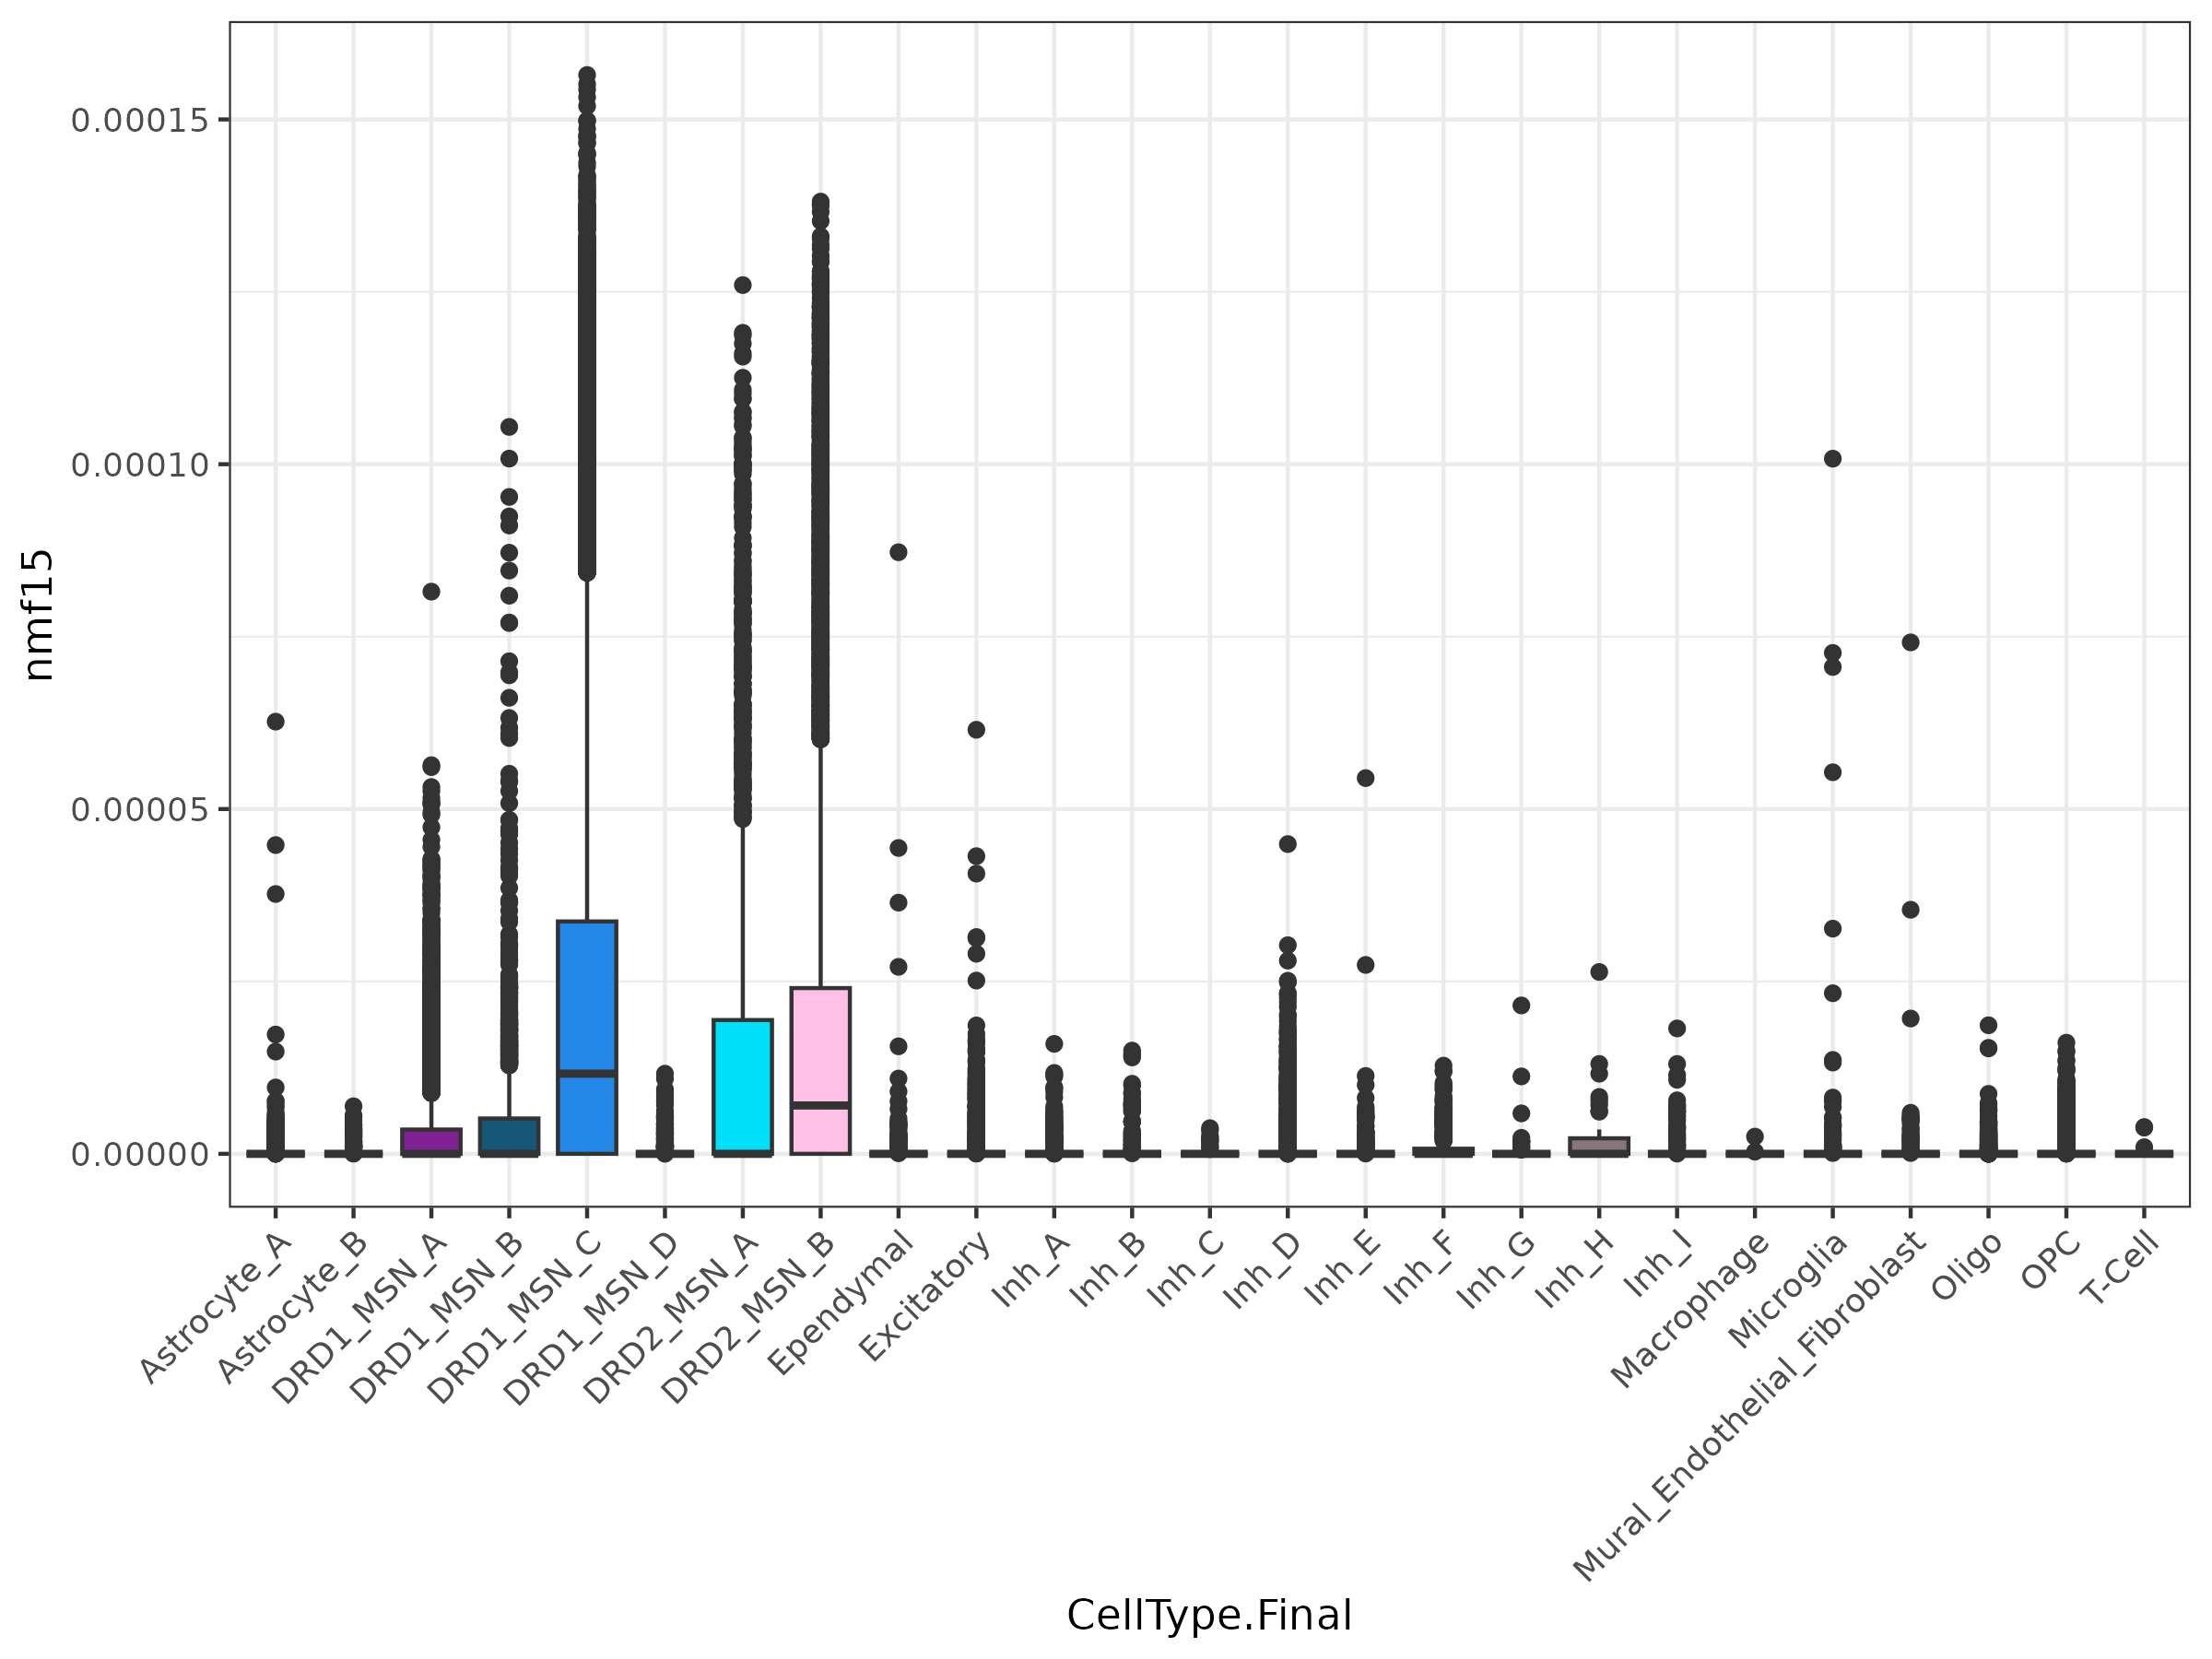 nmf15
0.00015
0.00010
0.00005
0.00000
Astrocyte_A
Astrocyte_B
DRD1_MSN_A
DRD1_MSN_B
DRD1_MSN_C
DRD1_MSN_D
DRD2_MSN_A
DRD2_MSN_B
Ependymal
Excitatory
Inh_A
Inh_B
Inh_C
Inh_D
Inh_E
Inh_F
Inh_G
Inh_H
Inh_I
Macrophage
Microglia
Mural_Endothelial_Fibroblast
Oligo
OPC
T-Cell
CellType.Final